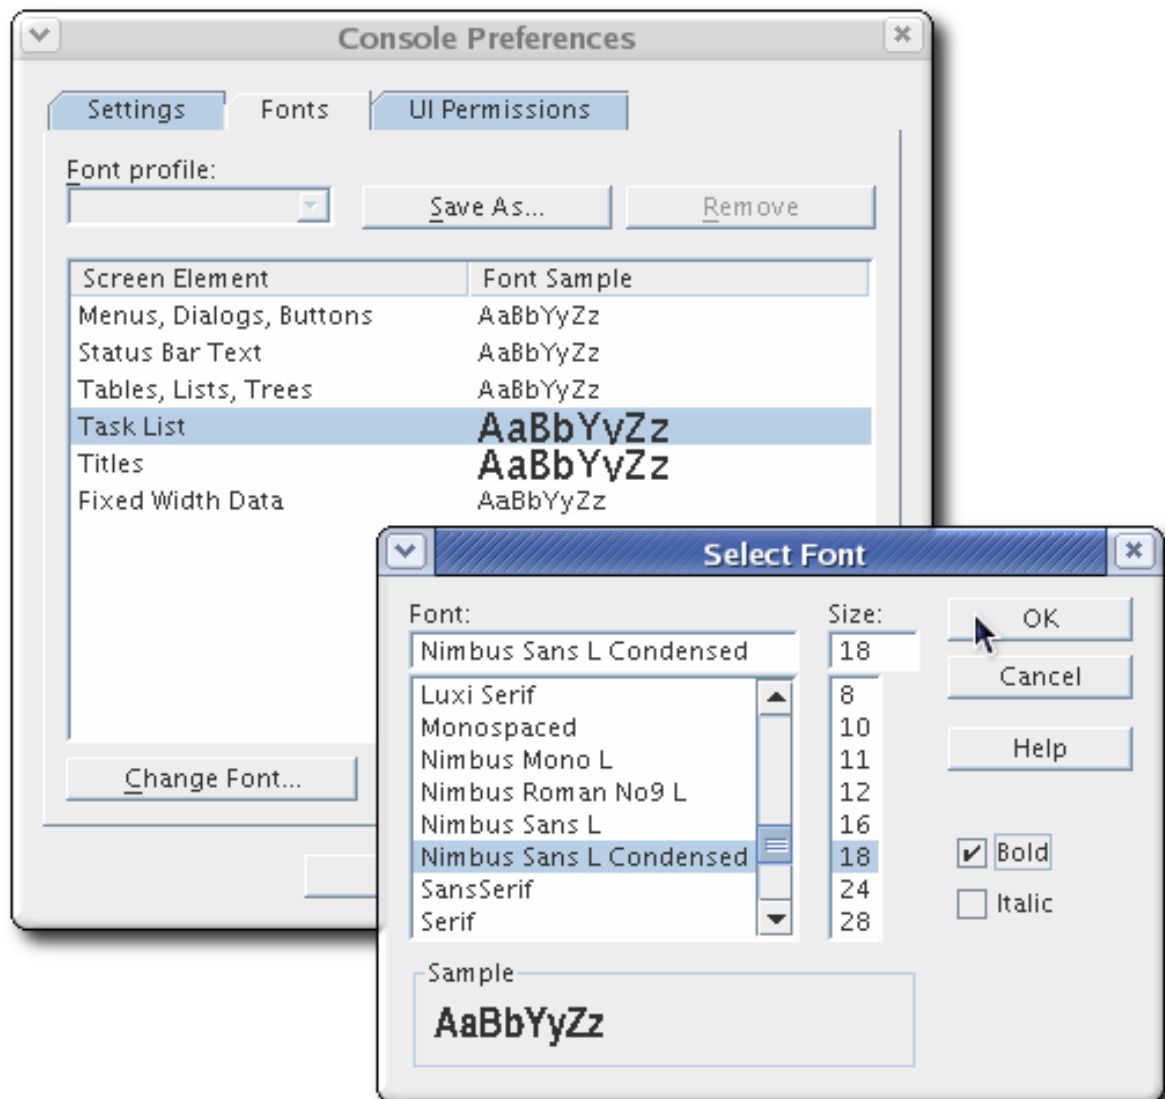 Console Preferences
Settings Fonts UI Permissions
Font profile:
Save As... Remove
Screen Element Font Sample
Menus, Dialogs, Buttons AaBbYyZz
Status Bar Text AaBbYyZz
Tables, Lists, Trees AaBbYyZz
Task List AaBbYyZz
Titles AaBbYyZz
Fixed Width Data AaBbYyZz
Change Font...
Select Font
Font: Size:
Nimbus Sans L Condensed 18 OK
Luxi Serif 8 Cancel
Monospaced 10
Nimbus Mono L 11 Help
Nimbus Roman No9 L 12
Nimbus Sans L 16
Nimbus Sans L Condensed 18 Bold
SansSerif 24 Italic
Serif 28
Sample
AaBbYyZz